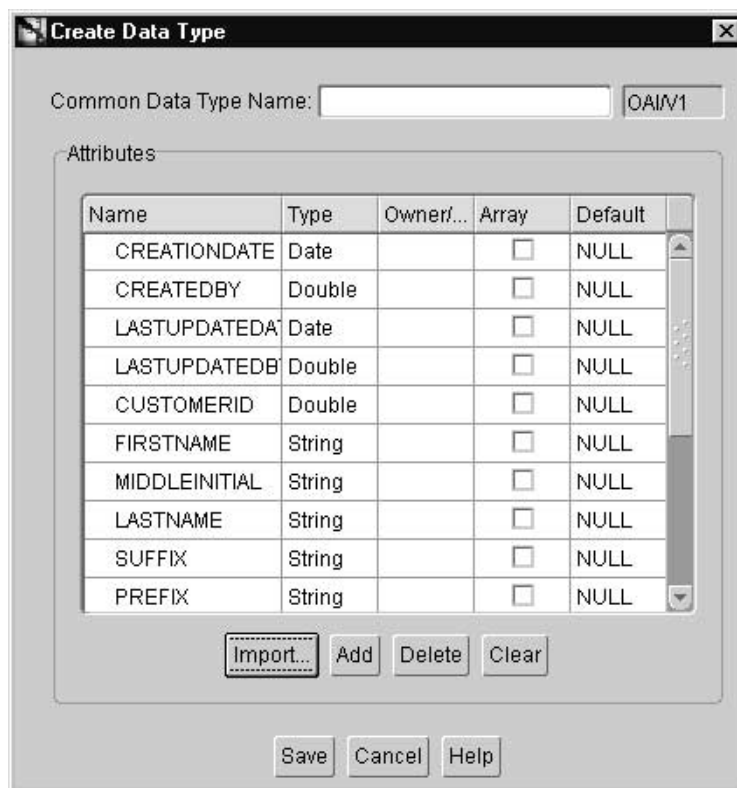 Create Data Type
Common Data Type Name: OAI/V1
Attributes
Name Type Owner/... Array Default
CREATIONDATE Date NULL
CREATEDBY Double NULL
LASTUPDATEDAT Date NULL
LASTUPDATEDBY Double NULL
CUSTOMERID Double NULL
FIRSTNAME String NULL
MIDDLEINITIAL String NULL
LASTNAME String NULL
SUFFIX String NULL
PREFIX String NULL
Import... Add Delete Clear
Save Cancel Help